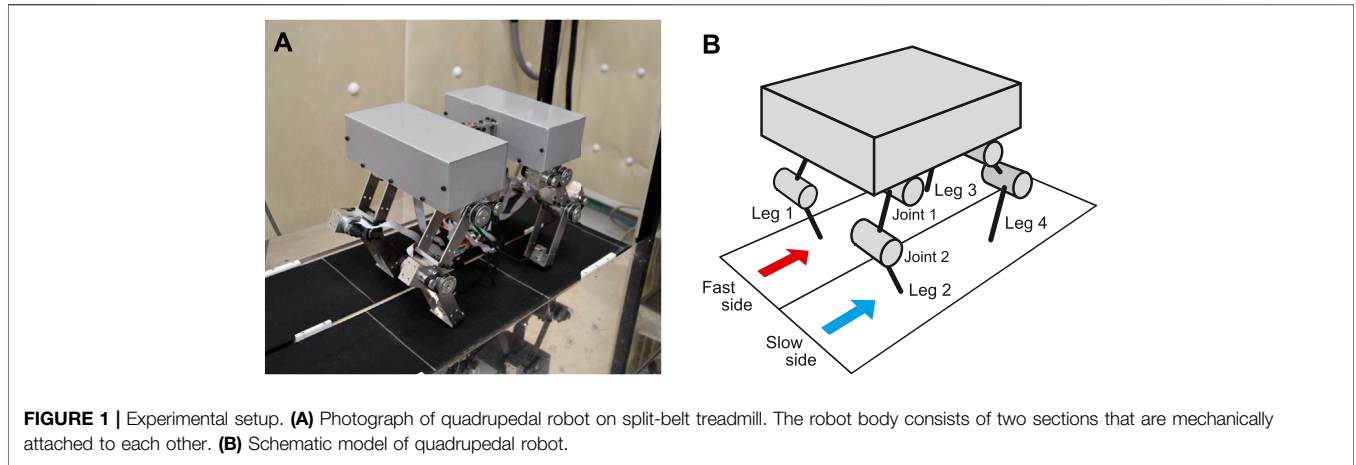 A
B
Leg 1
Joint 1
Leg 3
Leg 4
Joint 2
Leg 2
Fast
side
Slow
side
FIGURE 1 | Experimental setup. (A) Photograph of quadrupedal robot on split-belt treadmill. The robot body consists of two sections that are mechanically
attached to each other. (B) Schematic model of quadrupedal robot.